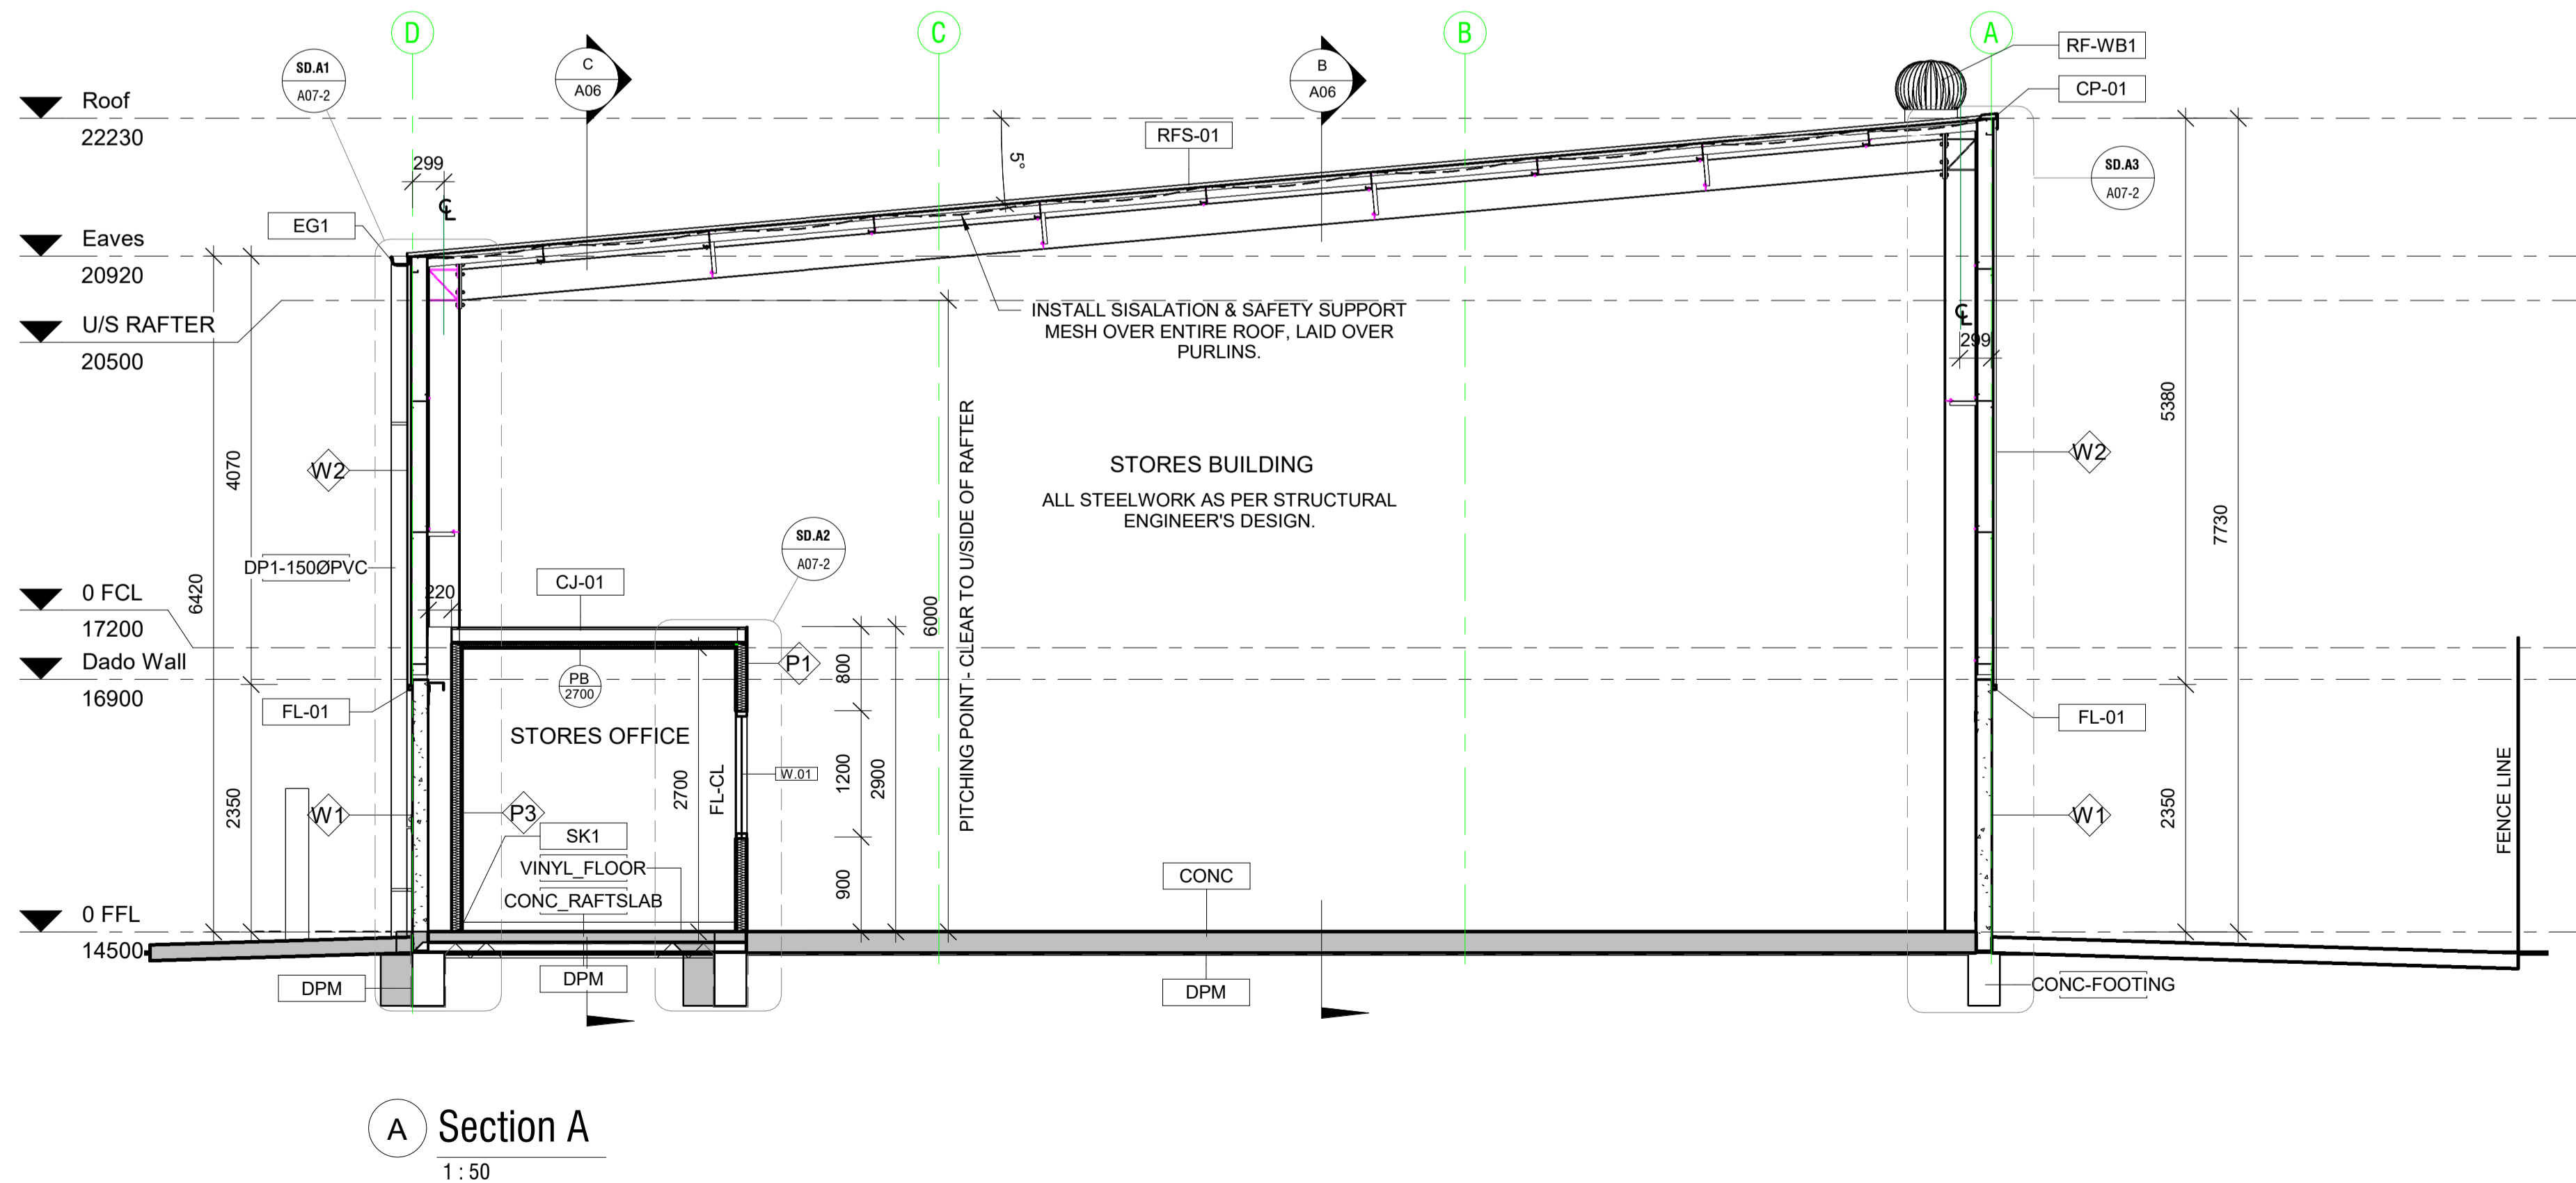 D
C
B
A
SD.A1
A07-2
C
A06
B
A06
RF-WB1
CP-01
Roof
22230
RFS-01
5°
299
℄
SD.A3
A07-2
EG1
Eaves
20920
U/S RAFTER
20500
INSTALL SISALATION & SAFETY SUPPORT
MESH OVER ENTIRE ROOF, LAID OVER
PURLINS.
℄
299
5380
7730
4070
6420
W2
STORES BUILDING
ALL STEELWORK AS PER STRUCTURAL
ENGINEER'S DESIGN.
W2
PITCHING POINT - CLEAR TO U/SIDE OF RAFTER
6000
SD.A2
A07-2
DP1-150ØPVC
CJ-01
220
0 FCL
17200
Dado Wall
16900
P1
800
PB
2700
FL-01
FL-01
STORES OFFICE
W.01
1200
2900
2700
FL-CL
FENCE LINE
2350
2350
W1
P3
W1
SK1
VINYL_FLOOR
CONC_RAFTSLAB
900
CONC
0 FFL
14500
DPM
DPM
DPM
CONC-FOOTING
A
Section A
1 : 50